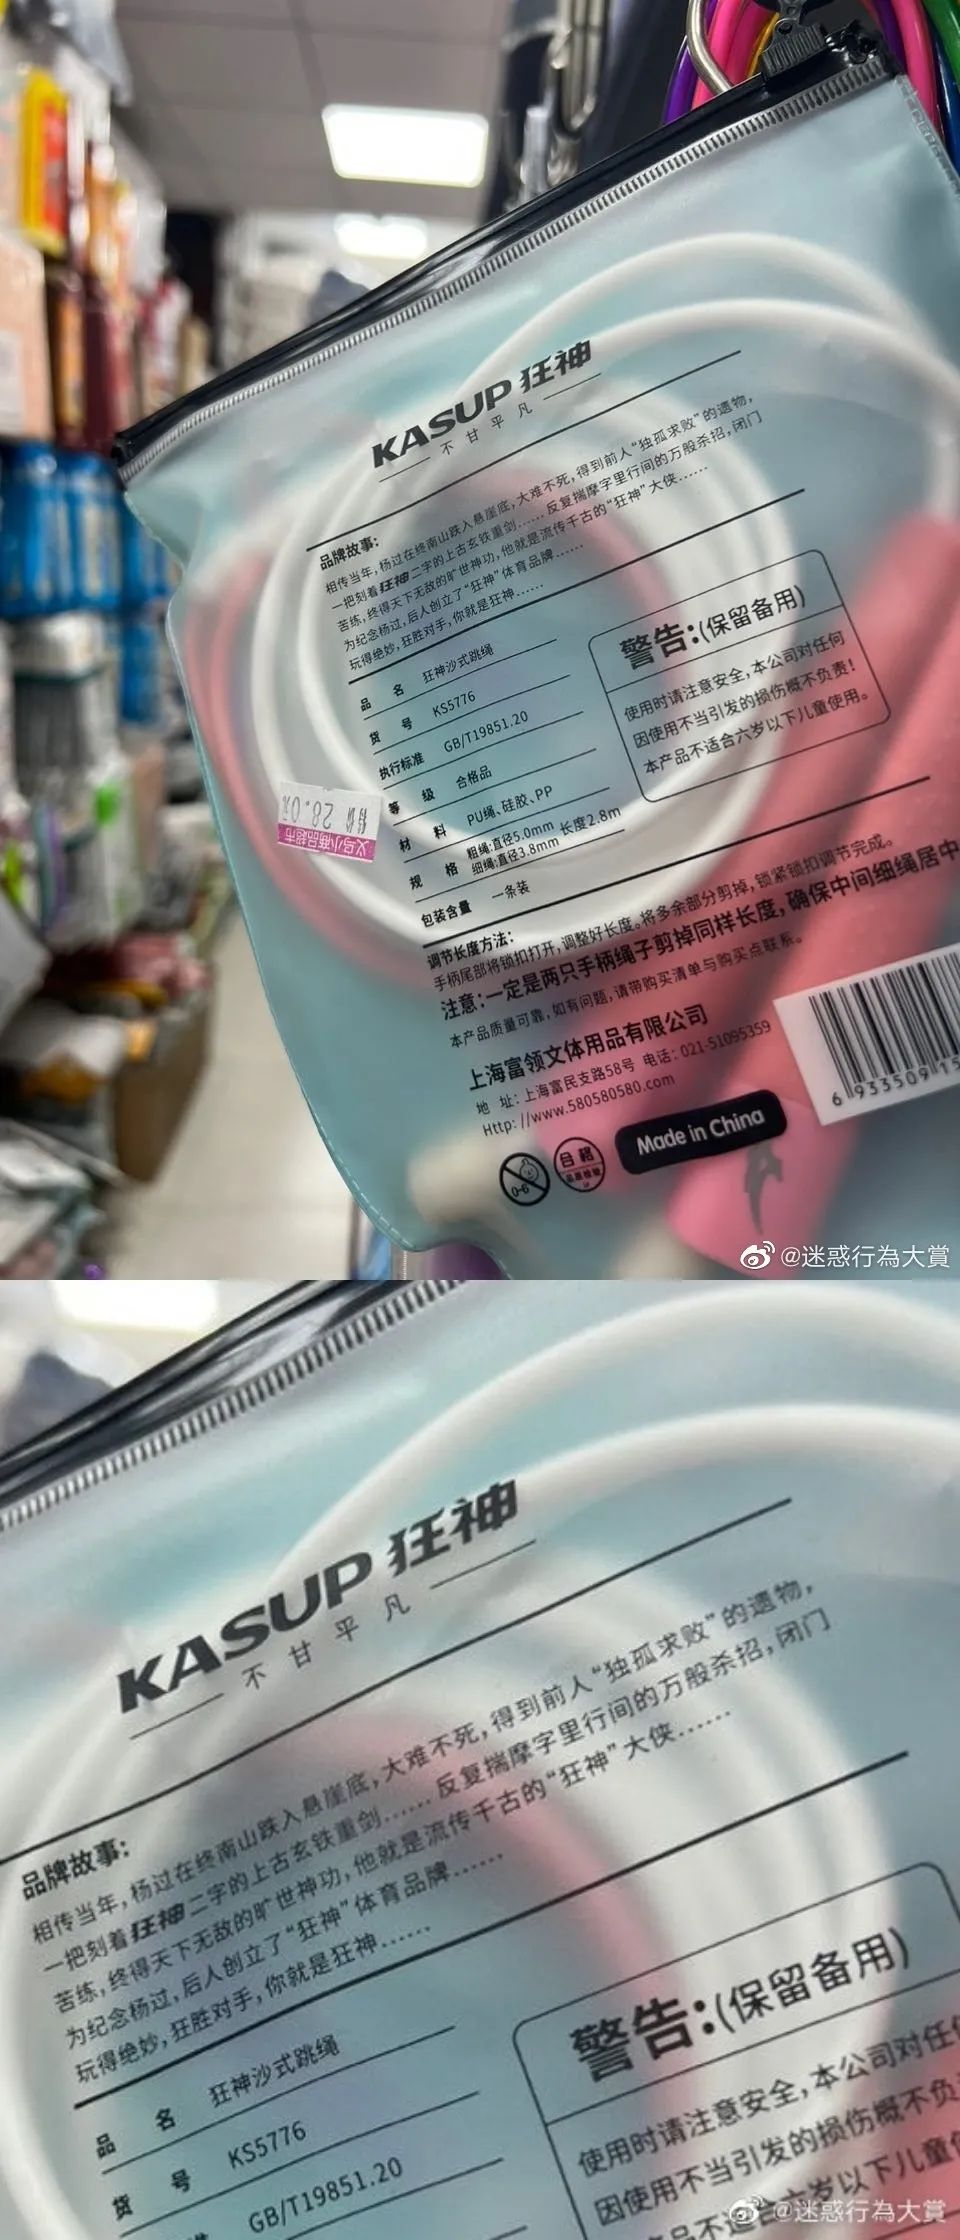 KASUP 狂神
不甘平凡
品牌故事:
相传当年,杨过在终南山跌入悬崖底,大难不死,得到前人“独孤求败”的遗物,
一把刻着狂神二字的上古玄铁重剑……反复揣摩字里行间的万般杀招,闭门
苦练,终得天下无敌的旷世神功,他就是流传千古的“狂神”大侠……
为纪念杨过,后人创立了“狂神”体育品牌……
玩得绝妙,狂胜对手,你就是狂神……
品 名 狂神沙式跳绳
货 号 KS5776
执行标准 GB/T19851.20
等 级 合格品
材 料 PU绳、硅胶、PP
规 格 粗绳:直径5.0mm 细绳:直径3.8mm 长度2.8m
包装含量 一条装
警告:(保留备用)
使用时请注意安全,本公司对任何
因使用不当引发的损伤概不负责!
本产品不适合六岁以下儿童使用。
特价 28.0元
义乌小商品超市
调节长度方法:
手柄尾部将锁扣打开,调整好长度。将多余部分剪掉,锁紧锁扣调节完成。
注意:一定是两只手柄绳子剪掉同样长度,确保中间细绳居中
本产品质量可靠,如有问题,请带购买清单与购买点联系。
上海富领文体用品有限公司
地 址:上海富民支路58号 电话:021-51095359
Http://www.580580580.com
0-6
合格
Made in China
6 933509 15
@迷惑行為大賞
KASUP 狂神
不甘平凡
品牌故事:
相传当年,杨过在终南山跌入悬崖底,大难不死,得到前人“独孤求败”的遗物,
一把刻着狂神二字的上古玄铁重剑……反复揣摩字里行间的万般杀招,闭门
苦练,终得天下无敌的旷世神功,他就是流传千古的“狂神”大侠……
为纪念杨过,后人创立了“狂神”体育品牌……
玩得绝妙,狂胜对手,你就是狂神……
品 名 狂神沙式跳绳
货 号 KS5776
准 GB/T19851.20
警告:(保留备用)
使用时请注意安全,本公司对任
因使用不当引发的损伤概不负
品不适合六岁以下儿童
@迷惑行為大賞